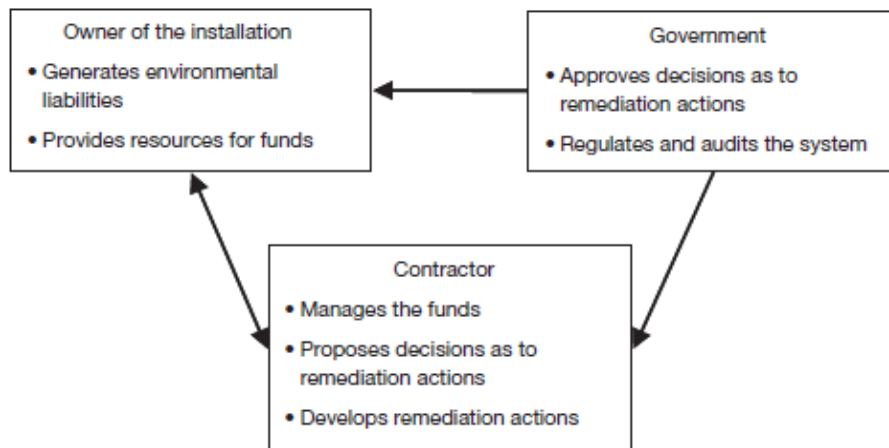 Owner of the installation
• Generates environmental
liabilities
• Provides resources for funds
Government
• Approves decisions as to
remediation actions
• Regulates and audits the system
Contractor
• Manages the funds
• Proposes decisions as to
remediation actions
• Develops remediation actions